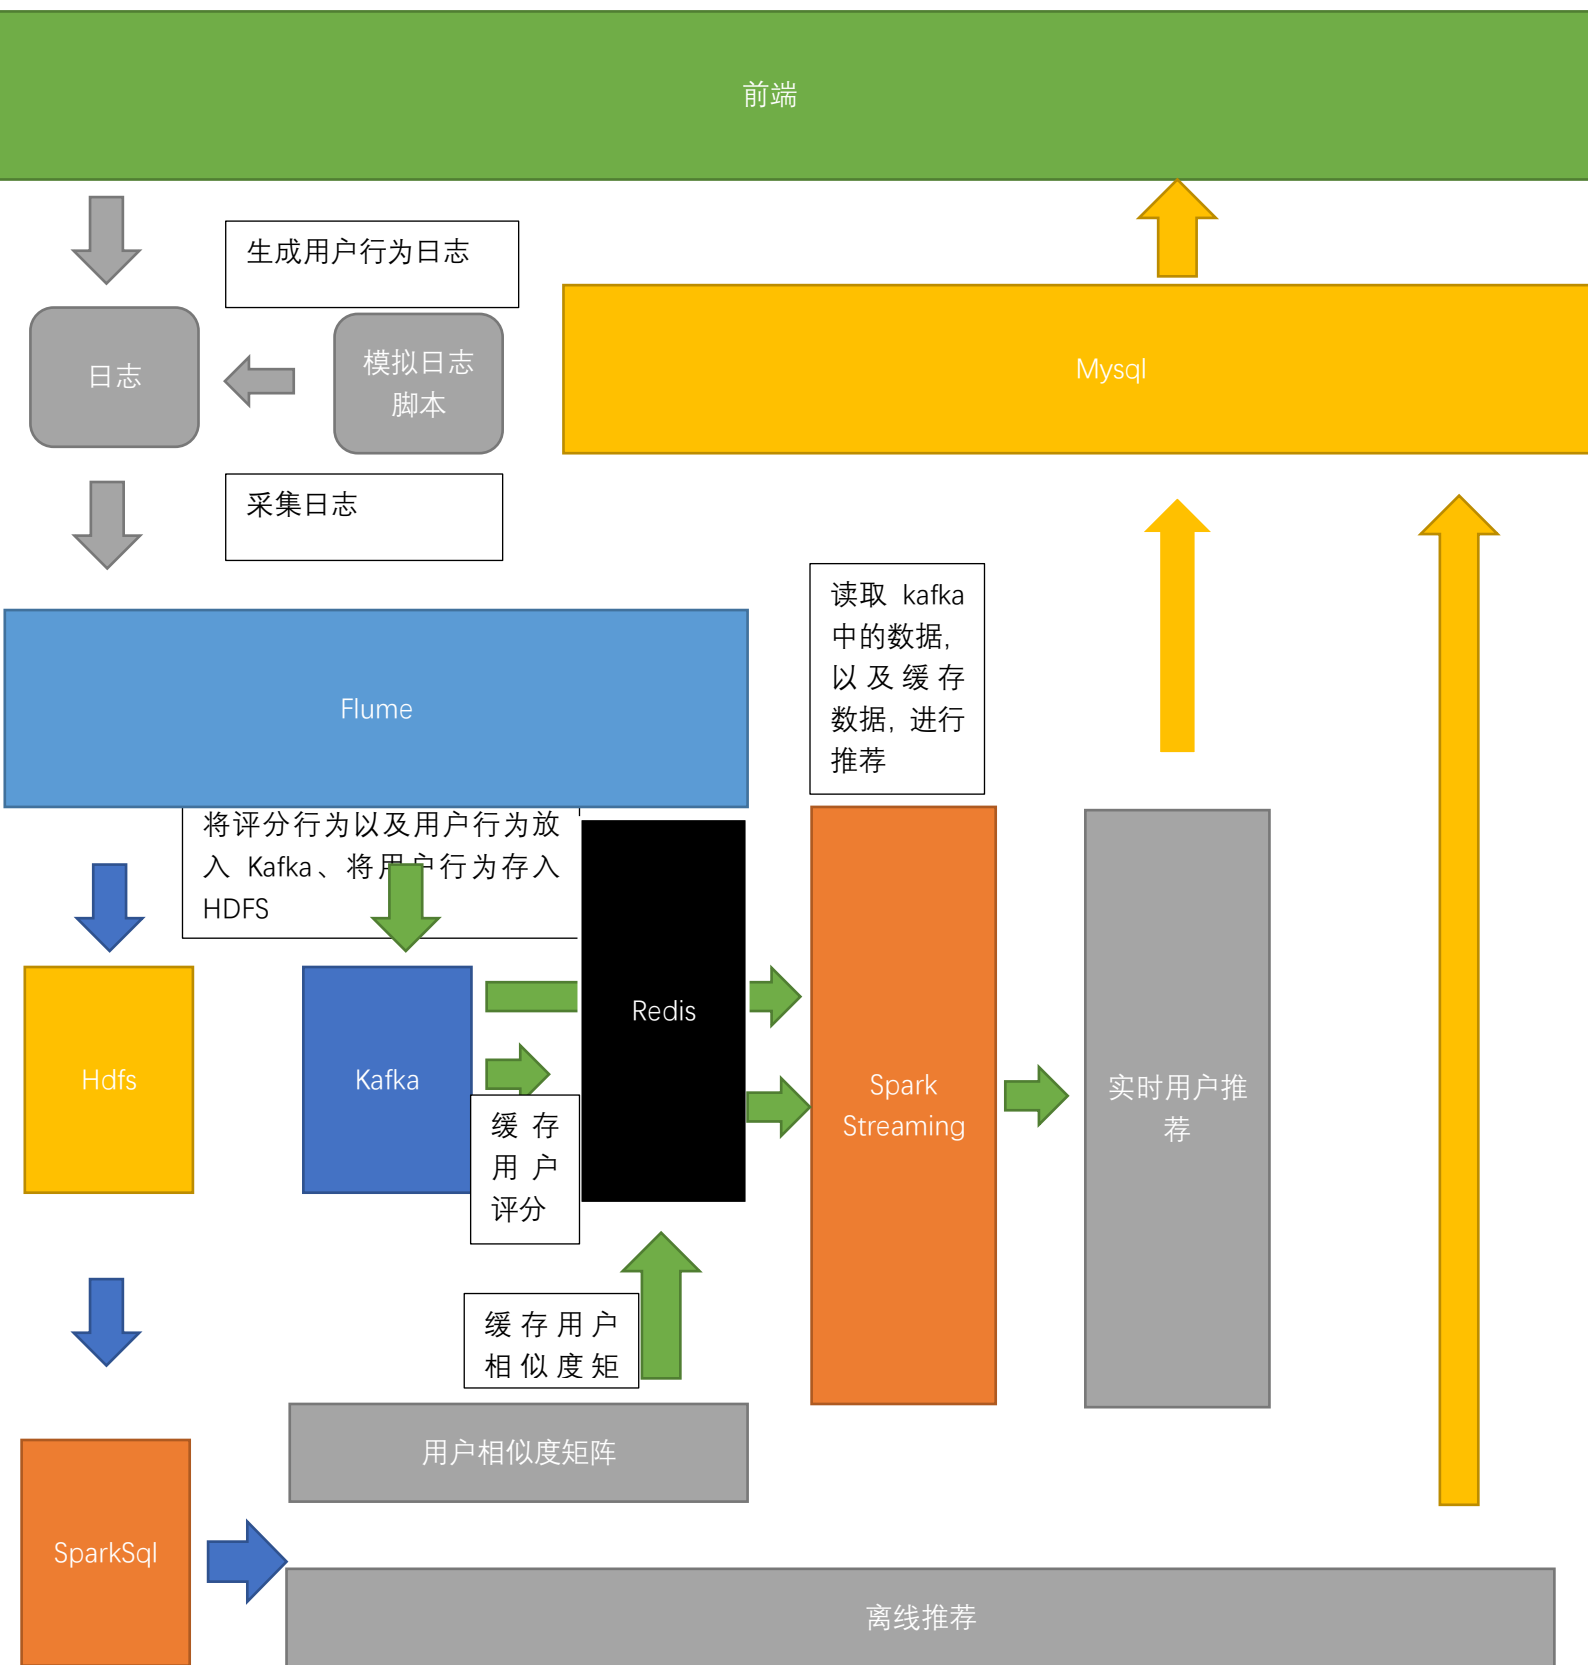 前端
生成用户行为日志
日志
模拟日志
脚本
Mysql
采集日志
读取 kafka
中的数据,
以及缓存
数据, 进行
推荐
Flume
将评分行为以及用户行为放
入 Kafka、将用户行为存入
HDFS
Redis
Hdfs
Kafka
Spark
Streaming
实时用户推
荐
缓存
用户
评分
缓存用户
相似度矩
用户相似度矩阵
SparkSql
离线推荐